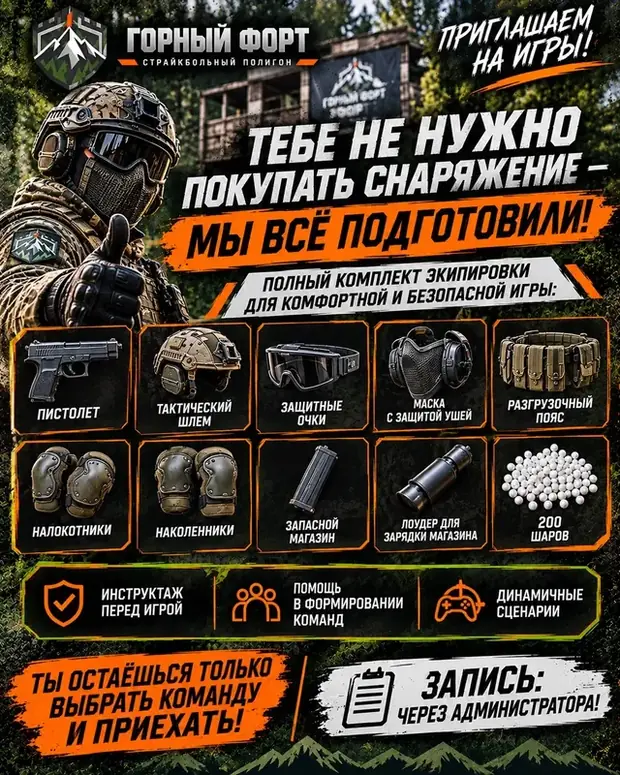 ГОРНЫЙ ФОРТ
СТРАЙКБОЛЬНЫЙ ПОЛИГОН
ПРИГЛАШАЕМ
НА ИГРЫ!
ГОРНЫЙ ФОРТ
ТЕБЕ НЕ НУЖНО
ПОКУПАТЬ СНАРЯЖЕНИЕ –
МЫ ВСЁ ПОДГОТОВИЛИ!
ПОЛНЫЙ КОМПЛЕКТ ЭКИПИРОВКИ
ДЛЯ КОМФОРТНОЙ И БЕЗОПАСНОЙ ИГРЫ:
ПИСТОЛЕТ
ТАКТИЧЕСКИЙ
ШЛЕМ
ЗАЩИТНЫЕ
ОЧКИ
МАСКА
С ЗАЩИТОЙ УШЕЙ
РАЗГРУЗОЧНЫЙ
ПОЯС
НАЛОКОТНИКИ
НАКОЛЕННИКИ
ЗАПАСНОЙ
МАГАЗИН
ЛОУДЕР ДЛЯ
ЗАРЯДКИ МАГАЗИНА
200
ШАРОВ
ИНСТРУКТАЖ
ПЕРЕД ИГРОЙ
ПОМОЩЬ
В ФОРМИРОВАНИИ
КОМАНД
ДИНАМИЧНЫЕ
СЦЕНАРИИ
ТЫ ОСТАЁШЬСЯ ТОЛЬКО
ВЫБРАТЬ КОМАНДУ
И ПРИЕХАТЬ!
ЗАПИСЬ:
ЧЕРЕЗ АДМИНИСТРАТОРА!